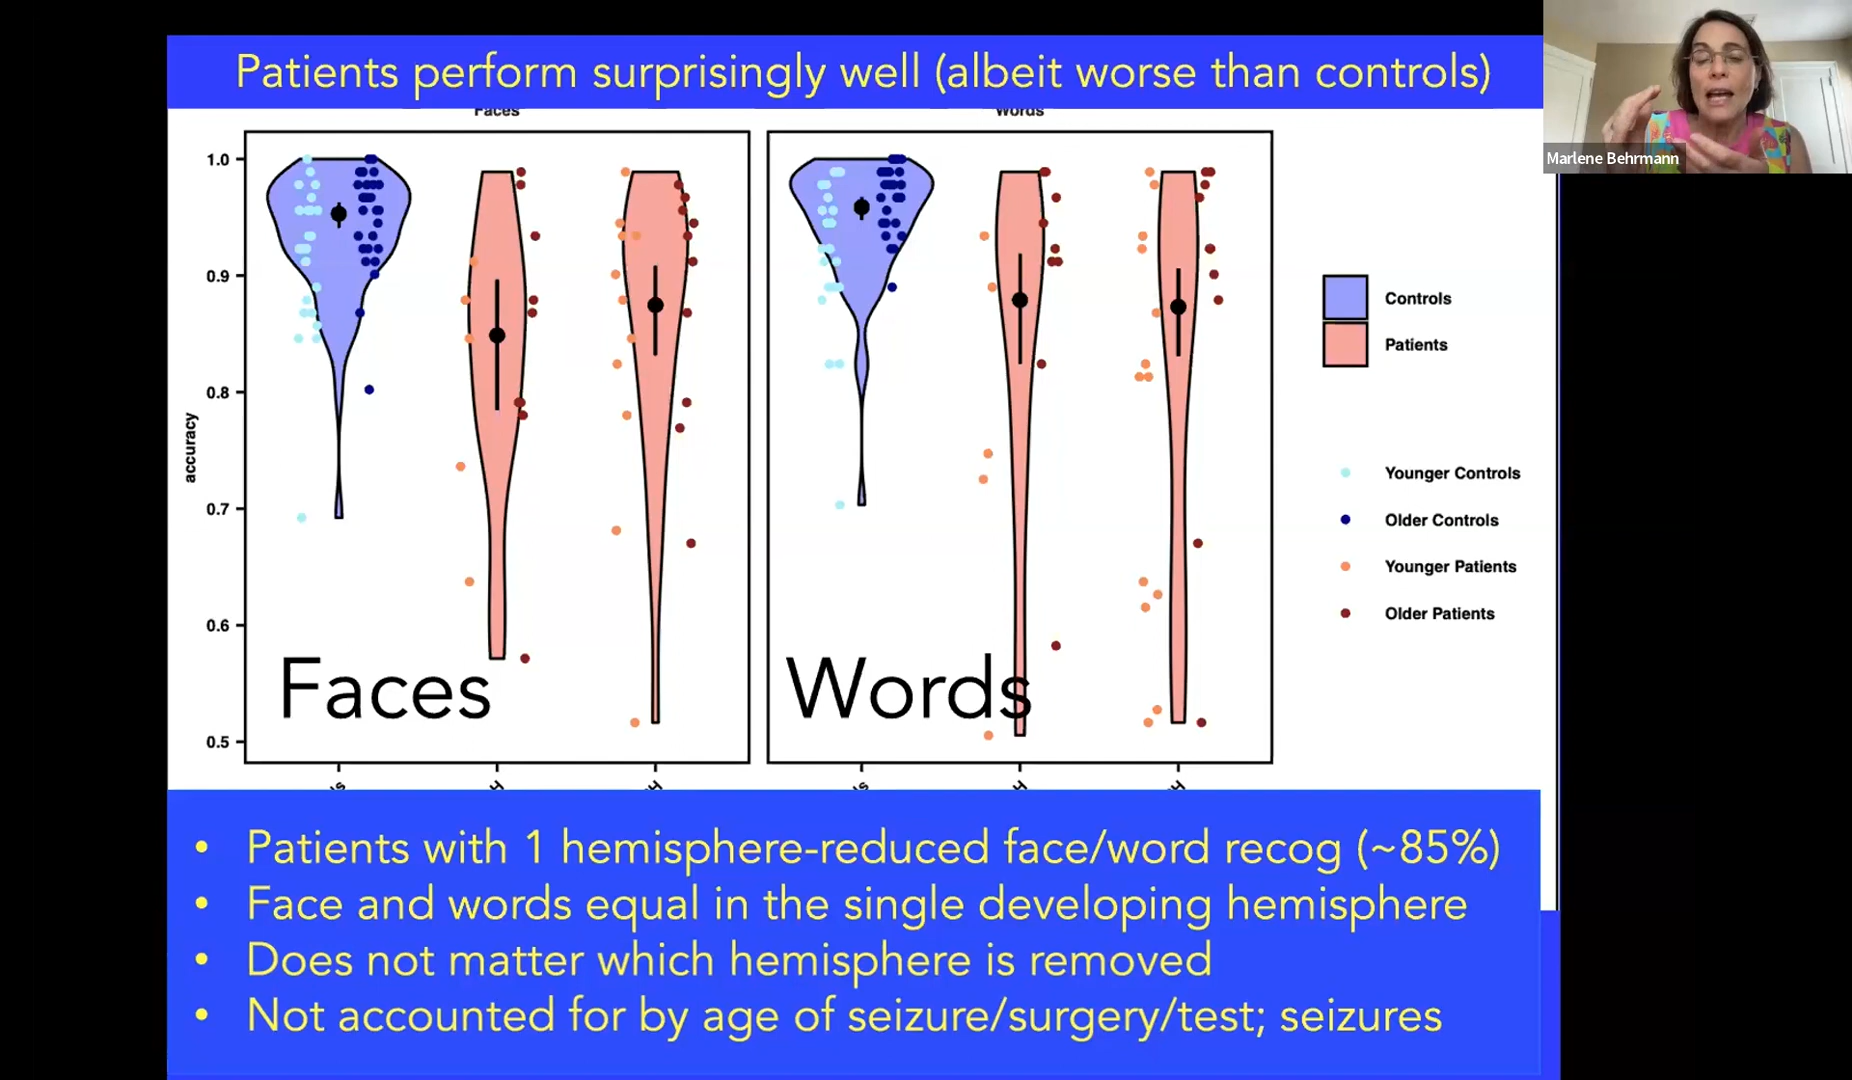 Patients perform surprisingly well (albeit worse than controls)
Marlene Behrmann
Faces
Words
1.0
0.9
0.8
0.7
0.6
0.5
accuracy
Faces
Words
Controls
Patients
Younger Controls
Older Controls
Younger Patients
Older Patients
• Patients with 1 hemisphere-reduced face/word recog (~85%)
• Face and words equal in the single developing hemisphere
• Does not matter which hemisphere is removed
• Not accounted for by age of seizure/surgery/test; seizures